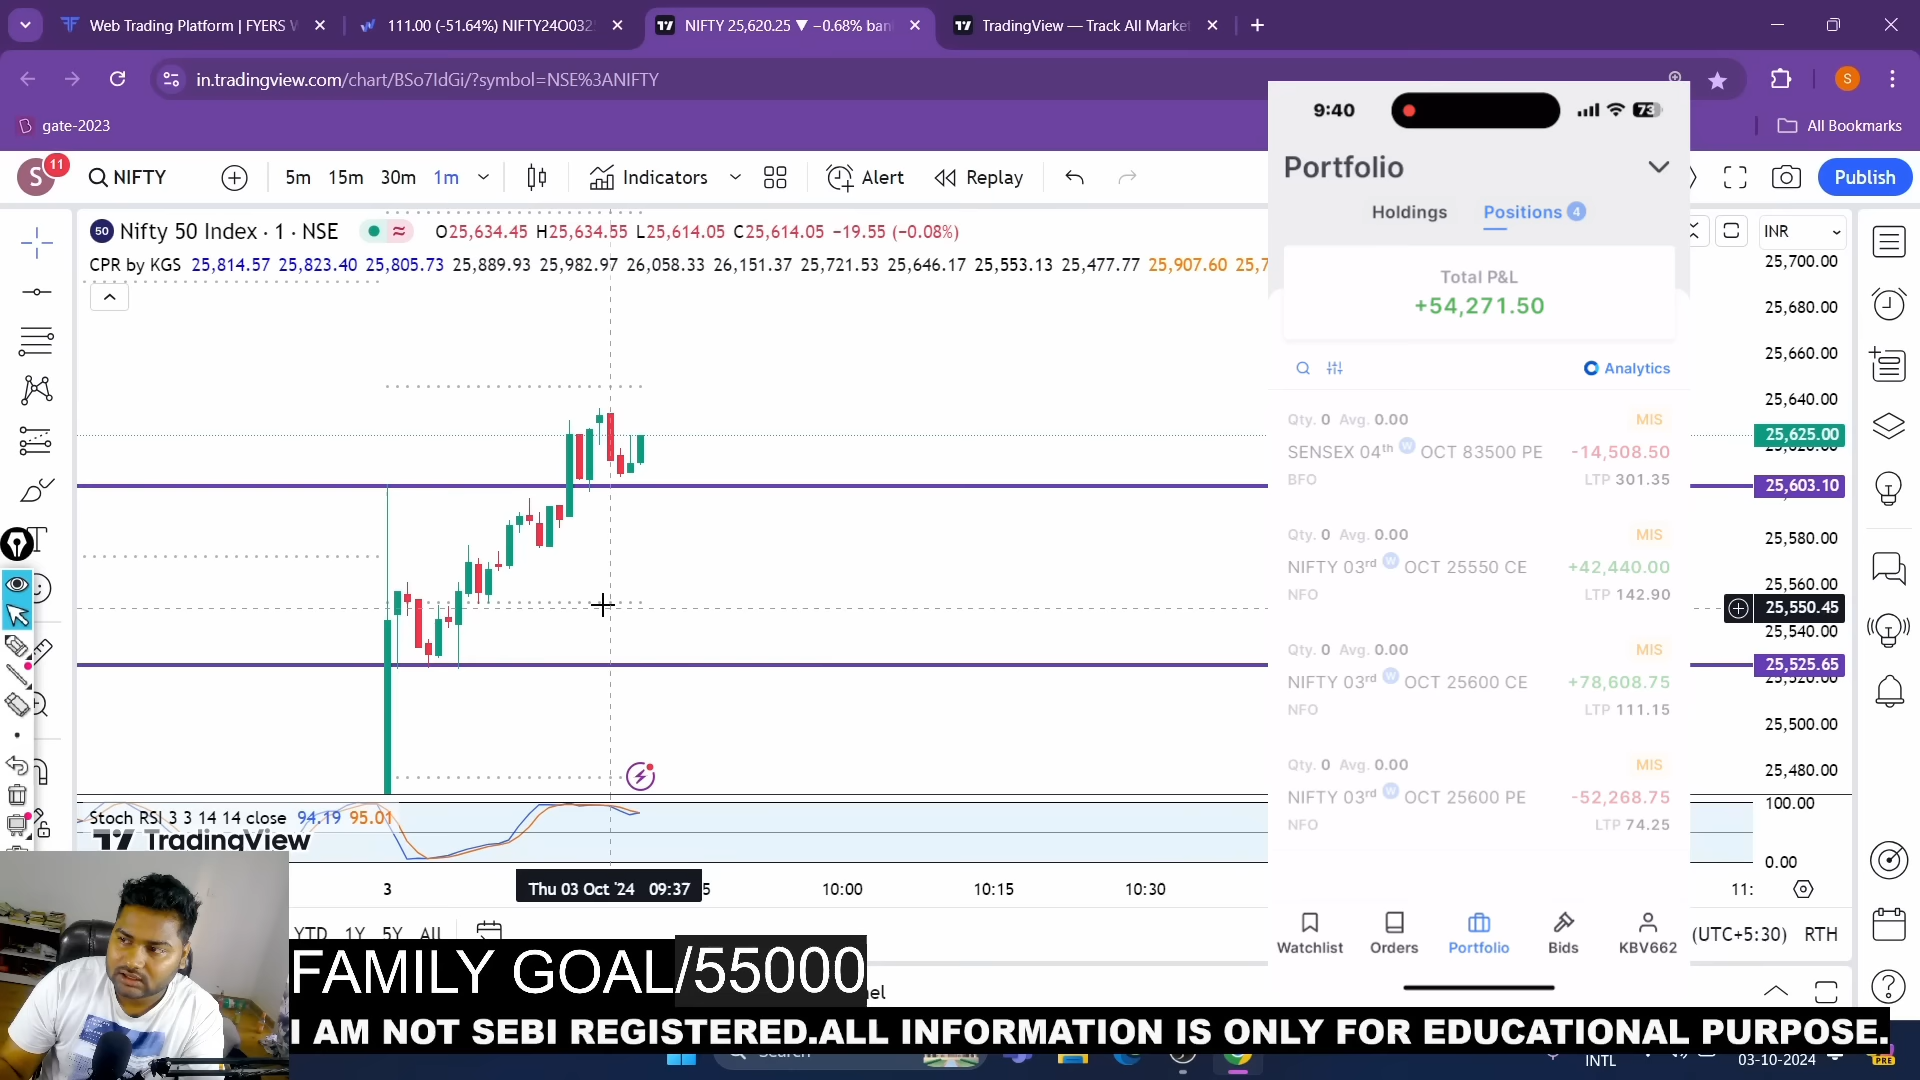 Web Trading Platform | FYERS W
111.00 (-51.64%) NIFTY24O032
NIFTY 25,620.25 ▼ −0.68% ban
TradingView — Track All Market
in.tradingview.com/chart/BSo7IdGi/?symbol=NSE%3ANIFTY
S
gate-2023
All Bookmarks
S 11
NIFTY
5m 15m 30m 1m
Indicators
Alert
Replay
Publish
50 Nifty 50 Index · 1 · NSE
O25,634.45 H25,634.55 L25,614.05 C25,614.05 −19.55 (−0.08%)
CPR by KGS 25,814.57 25,823.40 25,805.73 25,889.93 25,982.97 26,058.33 26,151.37 25,721.53 25,646.17 25,553.13 25,477.77 25,907.60 25,7
INR
25,700.00
25,680.00
25,660.00
25,640.00
25,625.00
25,603.10
25,580.00
25,560.00
25,550.45
25,540.00
25,525.65
25,520.00
25,500.00
25,480.00
100.00
0.00
9:40
73
Portfolio
Holdings
Positions 4
Total P&L
+54,271.50
Analytics
Qty. 0 Avg. 0.00 MIS
SENSEX 04th W OCT 83500 PE -14,508.50
BFO LTP 301.35
Qty. 0 Avg. 0.00 MIS
NIFTY 03rd W OCT 25550 CE +42,440.00
NFO LTP 142.90
Qty. 0 Avg. 0.00 MIS
NIFTY 03rd W OCT 25600 CE +78,608.75
NFO LTP 111.15
Qty. 0 Avg. 0.00 MIS
NIFTY 03rd W OCT 25600 PE -52,268.75
NFO LTP 74.25
Watchlist Orders Portfolio Bids KBV662
Stoch RSI 3 3 14 14 close 94.19 95.01
TradingView
3
Thu 03 Oct '24 09:37
5
10:00 10:15 10:30
11:
YTD 1Y 5Y All
(UTC+5:30) RTH
FAMILY GOAL/55000
nel
I AM NOT SEBI REGISTERED.ALL INFORMATION IS ONLY FOR EDUCATIONAL PURPOSE.
Search
INTL
03-10-2024
PRE